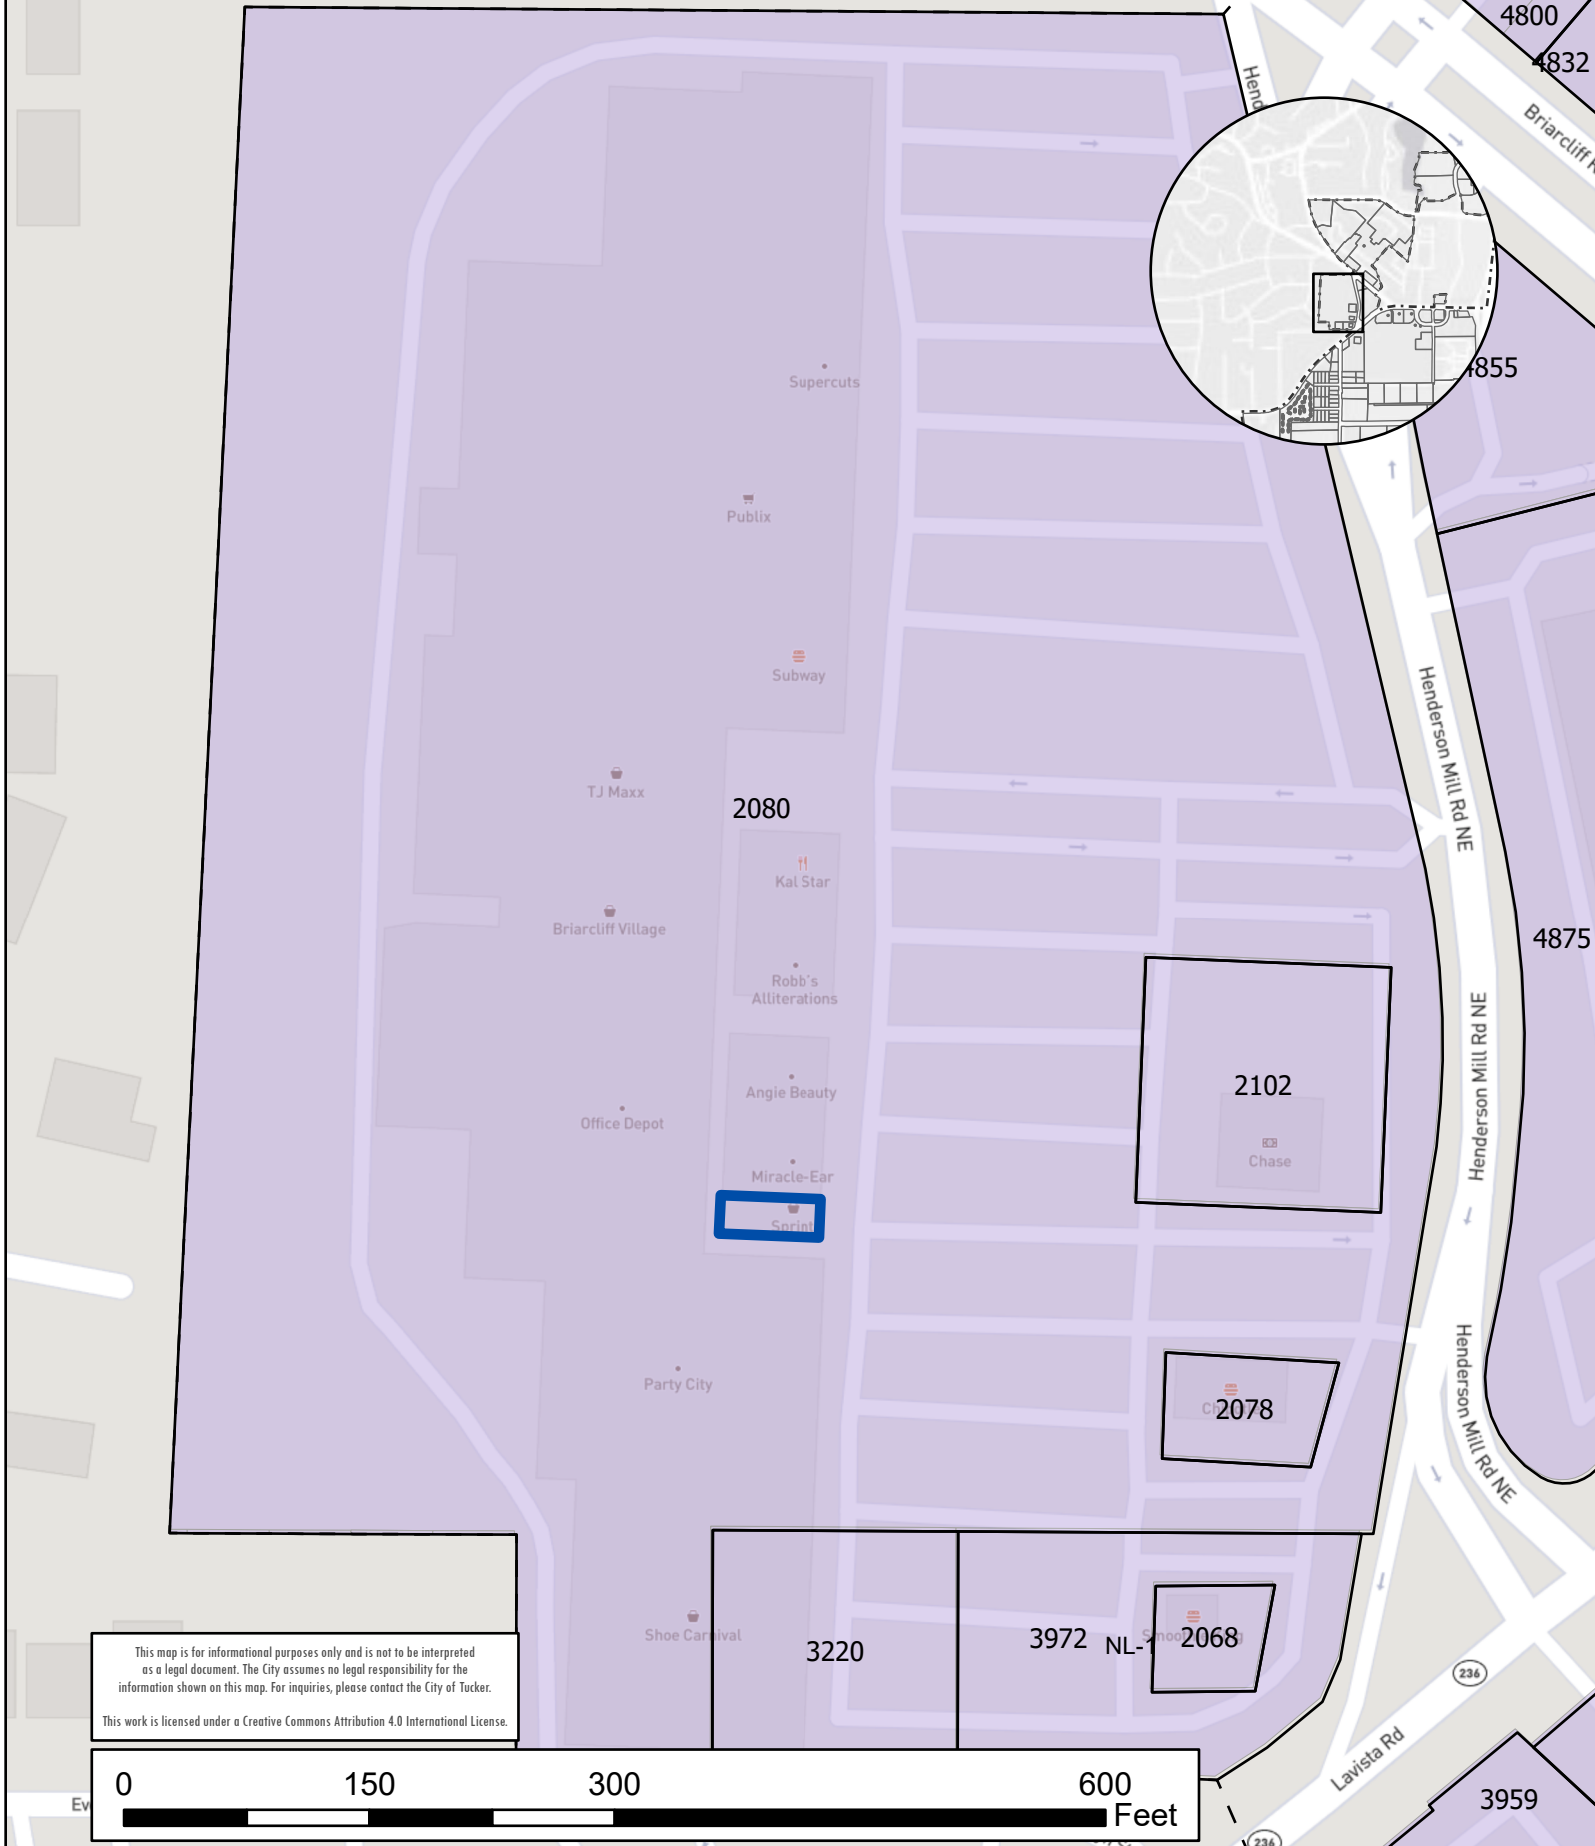 4800
4832
Briarcliff R
Hend
4855
Supercuts
Publix
Subway
Henderson Mill Rd NE
TJ Maxx
2080
Kal Star
Briarcliff Village
4875
Robb's
Alliterations
Henderson Mill Rd NE
2102
Angie Beauty
Office Depot
Chase
Miracle-Ear
Sprint
Henderson Mill Rd NE
Party City
2078
Shoe Carnival
3220
3972
NL-1
2068
236
This map is for informational purposes only and is not to be interpreted
as a legal document. The City assumes no legal responsibility for the
information shown on this map. For inquiries, please contact the City of Tucker.
This work is licensed under a Creative Commons Attribution 4.0 International License.
Lavista Rd
0 150 300 600
Feet
Ev
3959
236